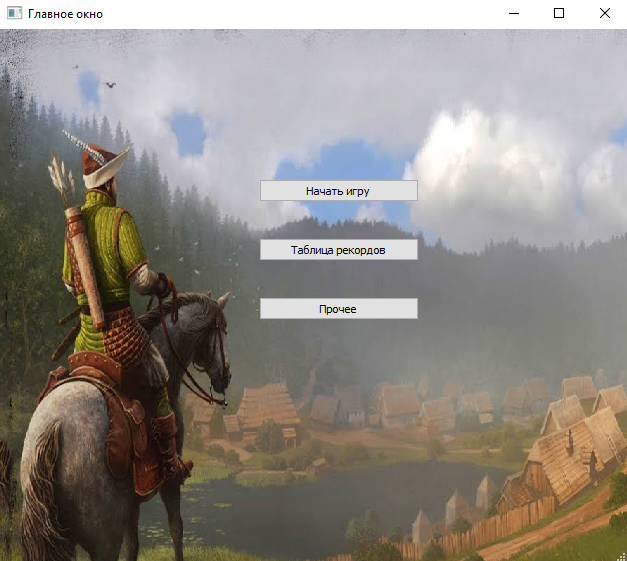 Главное окно
Начать игру
Таблица рекордов
Прочее